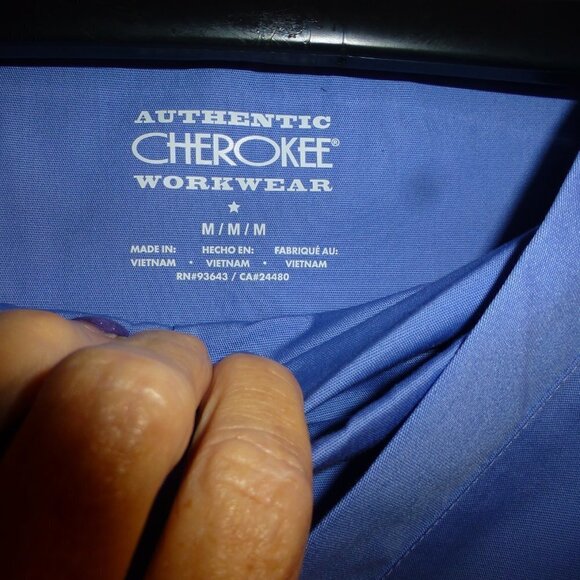 AUTHENTIC
CHEROKEE®
WORKWEAR
M / M / M
MADE IN: HECHO EN: FABRIQUÉ AU:
VIETNAM • VIETNAM • VIETNAM
RN#93643 / CA#24480